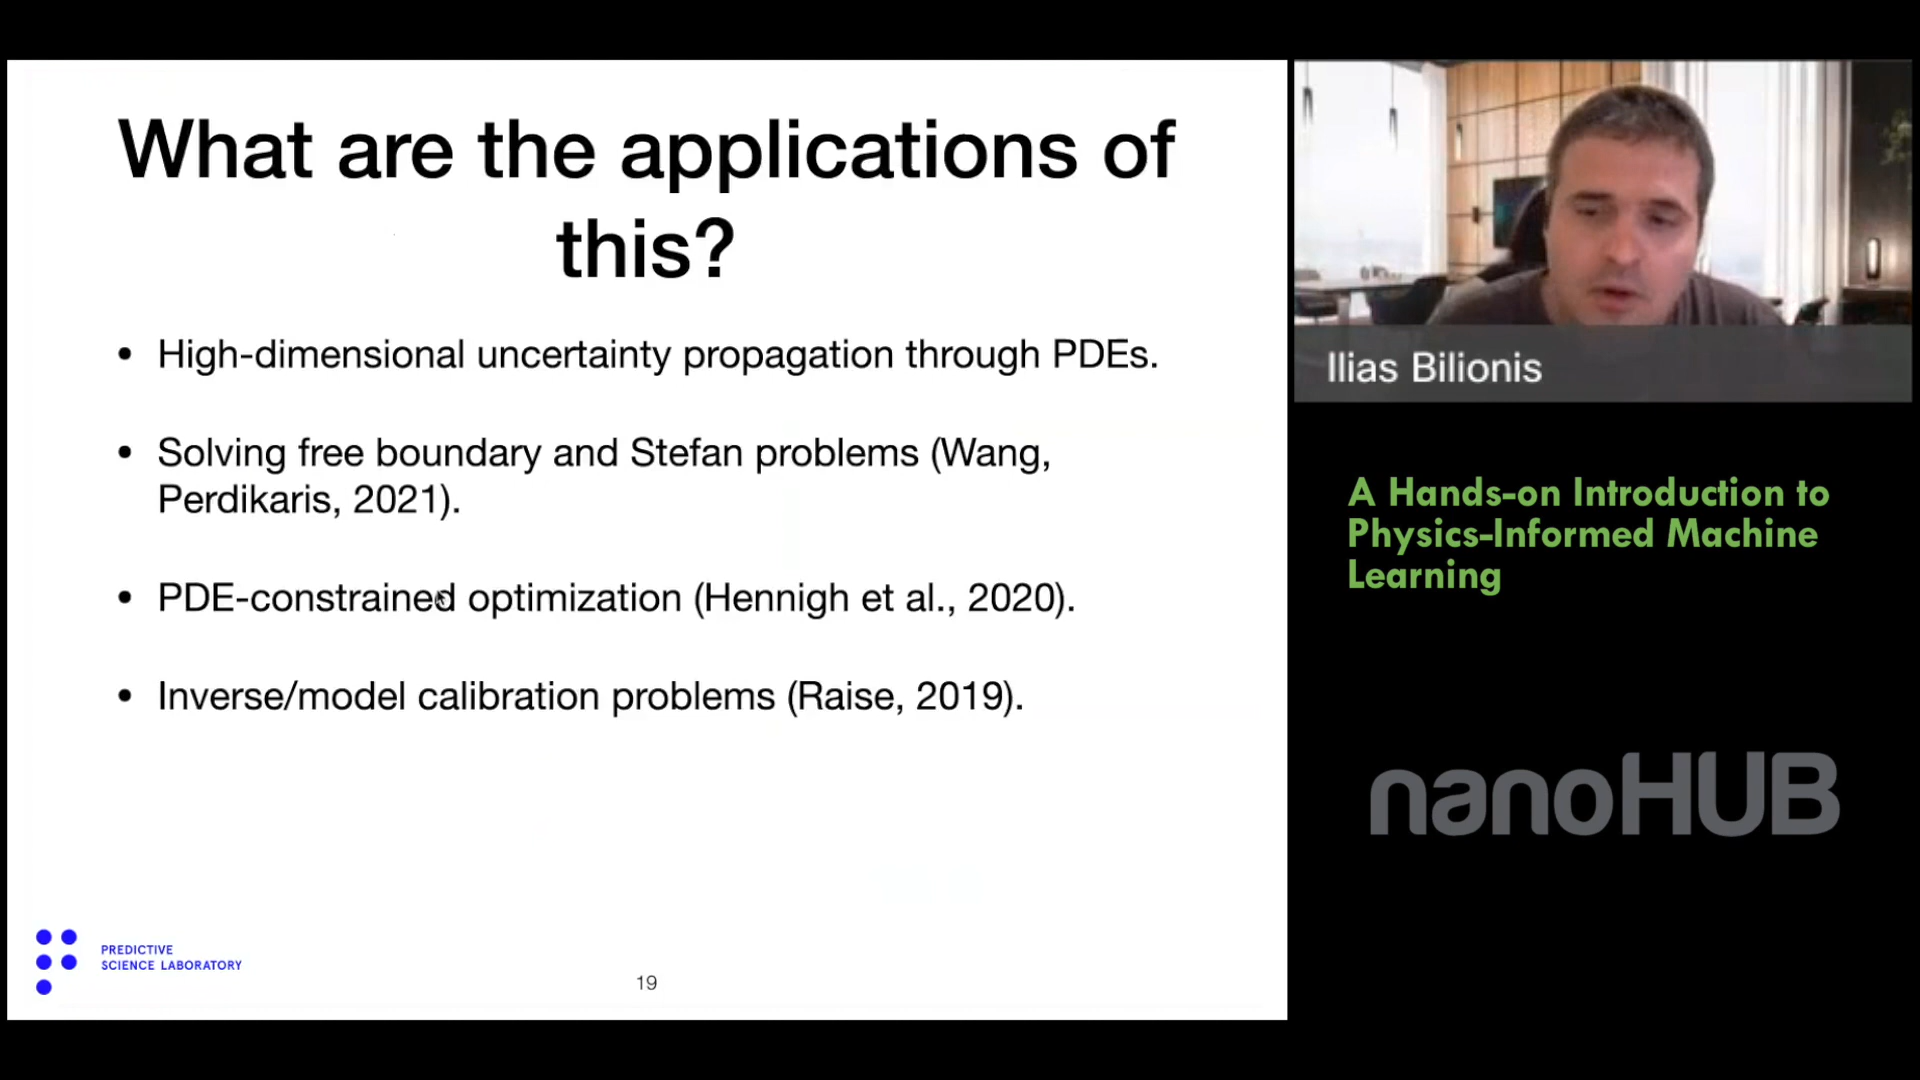 What are the applications of
this?
• High-dimensional uncertainty propagation through PDEs.
• Solving free boundary and Stefan problems (Wang,
Perdikaris, 2021).
• PDE-constrained optimization (Hennigh et al., 2020).
• Inverse/model calibration problems (Raise, 2019).
PREDICTIVE
SCIENCE LABORATORY
19
Ilias Bilionis
A Hands-on Introduction to
Physics-Informed Machine
Learning
nanoHUB